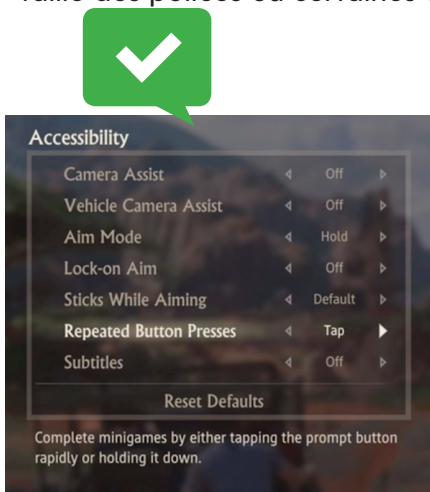 Accessibility
Camera Assist Off
Vehicle Camera Assist Off
Aim Mode Hold
Lock-on Aim Off
Sticks While Aiming Default
Repeated Button Presses Tap
Subtitles Off
Reset Defaults
Complete minigames by either tapping the prompt button
rapidly or holding it down.